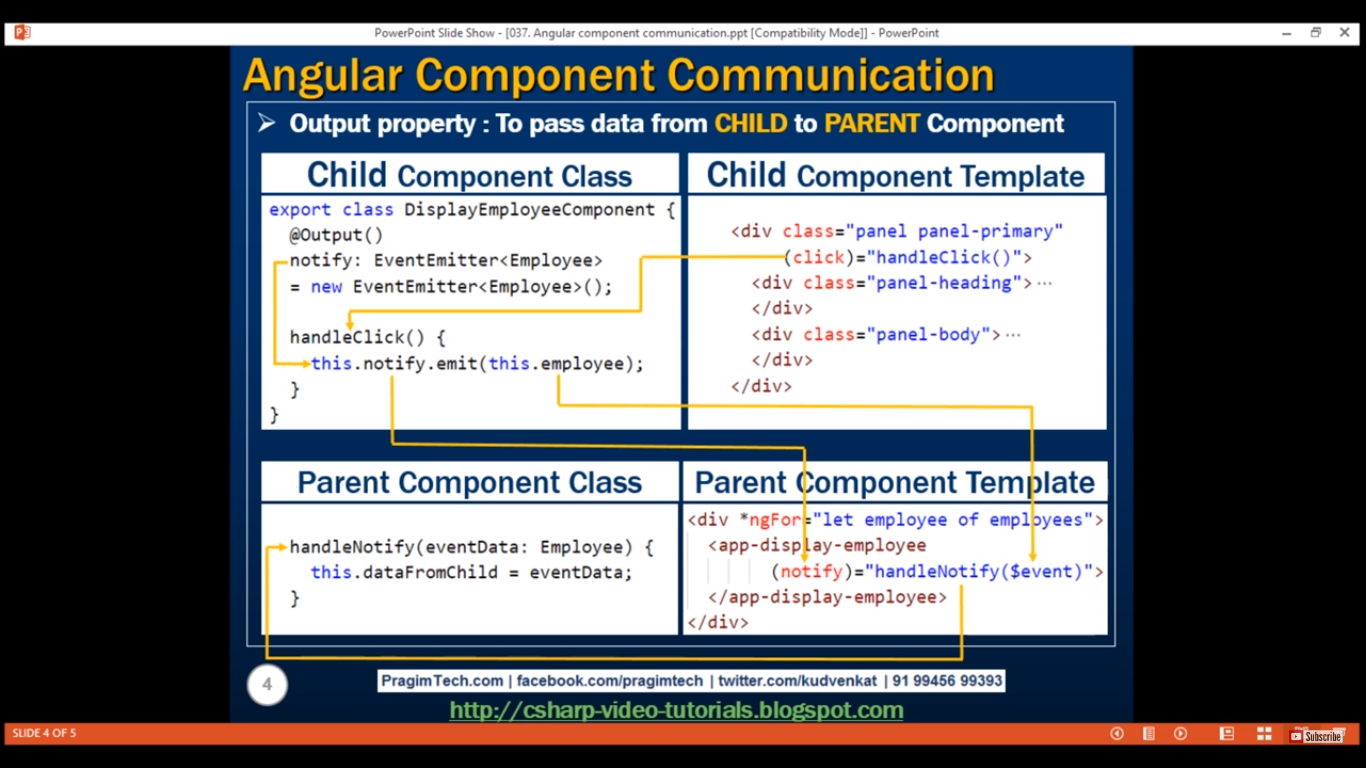 PowerPoint Slide Show - [037. Angular component communication.ppt [Compatibility Mode]] - PowerPoint
Angular Component Communication
Output property : To pass data from CHILD to PARENT Component
Child Component Class
export class DisplayEmployeeComponent {
@Output()
notify: EventEmitter<Employee>
= new EventEmitter<Employee>();
handleClick() {
this.notify.emit(this.employee);
}
}
Child Component Template
<div class="panel panel-primary"
(click)="handleClick()">
<div class="panel-heading"> ...
</div>
<div class="panel-body"> ...
</div>
</div>
Parent Component Class
handleNotify(eventData: Employee) {
this.dataFromChild = eventData;
}
Parent Component Template
<div *ngFor="let employee of employees">
<app-display-employee
(notify)="handleNotify($event)">
</app-display-employee>
</div>
4
PragimTech.com | facebook.com/pragimtech | twitter.com/kudvenkat | 91 99456 99393
http://csharp-video-tutorials.blogspot.com
SLIDE 4 OF 5
Subscribe